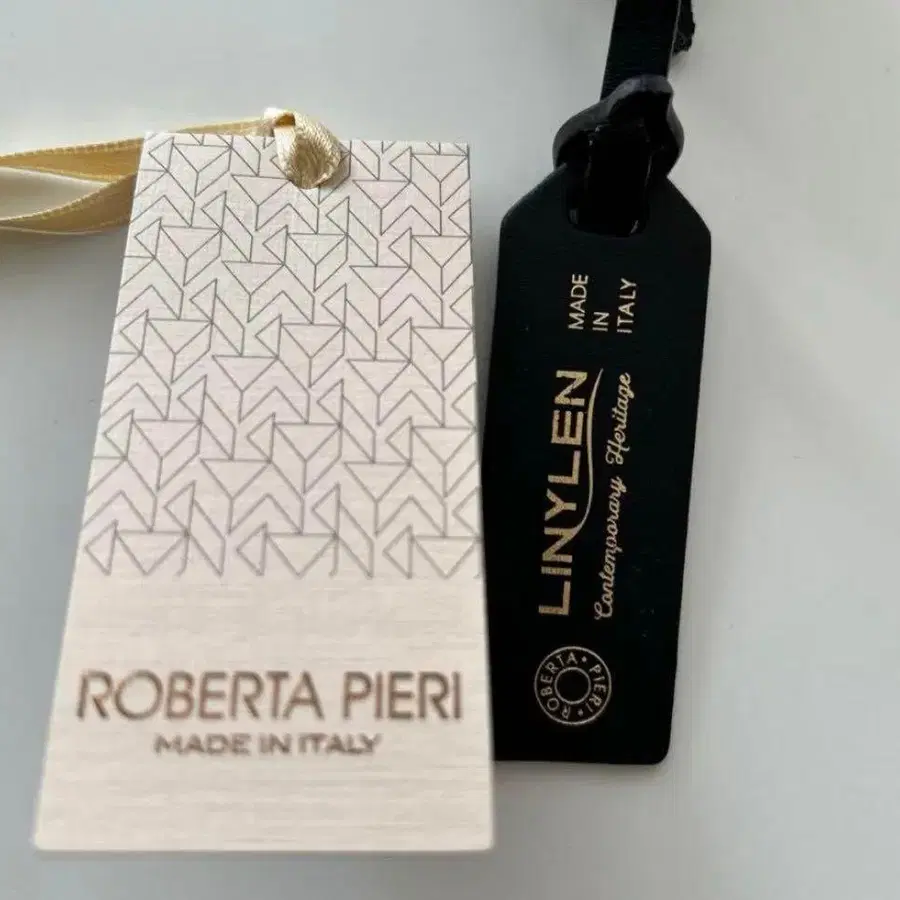 ROBERTA PIERI
MADE IN ITALY
MADE
IN
ITALY
LINYLEN
Contemporary Heritage
ROBERTA • PIERI •